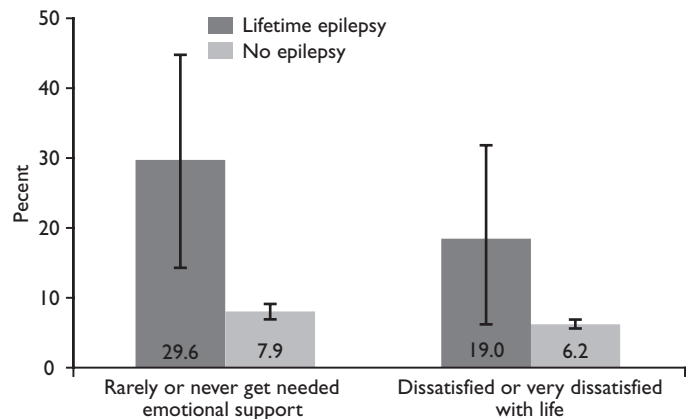 50
Lifetime epilepsy
No epilepsy
40
30
Pecent
20
10
29.6 7.9 19.0 6.2
0
Rarely or never get needed Dissatisfied or very dissatisfied
emotional support with life